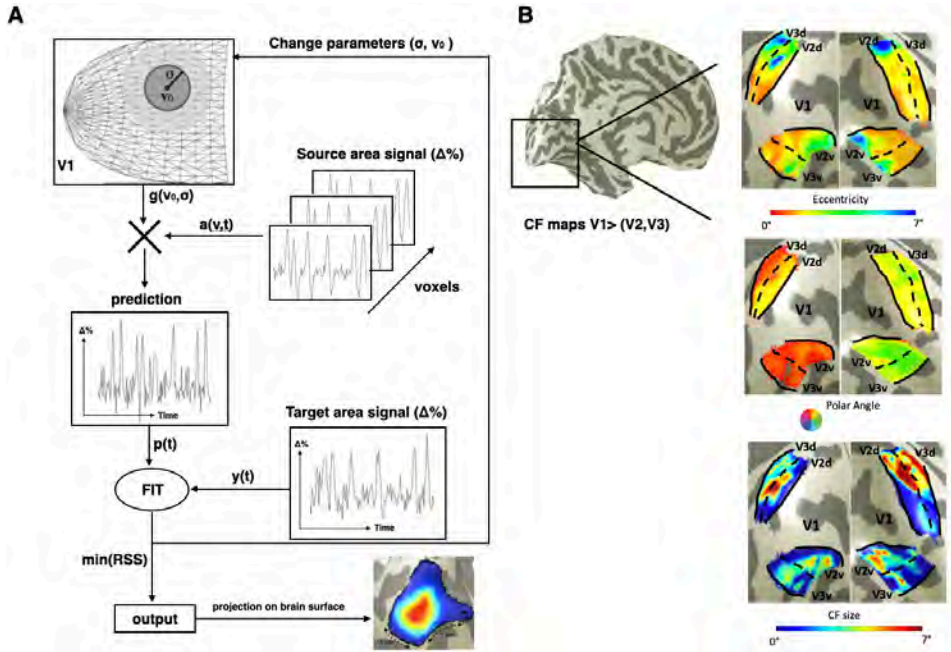 A
Change parameters (σ, v₀ )
σ
v₀
V1
g(v₀,σ)
Source area signal (Δ%)
a(v,t)
voxels
prediction
Δ%
Time
p(t)
Target area signal (Δ%)
Δ%
Time
y(t)
FIT
min(RSS)
output
projection on brain surface
B
CF maps V1> (V2,V3)
V3d
V2d
V2d
V3d
V1
V1
V2v
V2v
V3v
V3v
Eccentricity
0°
7°
V3d
V2d
V3d
V2d
V1
V1
V2v
V2v
V3v
V3v
Polar Angle
V3d
V2d
V3d
V2d
V1
V1
V2v
V2v
V3v
V3v
CF size
0°
7°